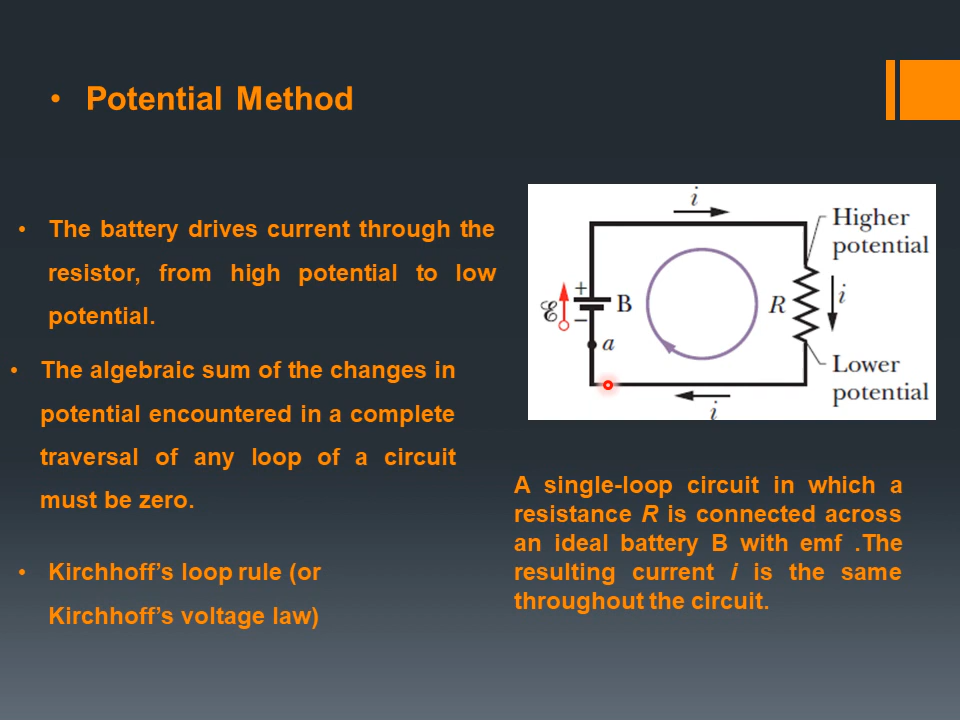 • Potential Method
• The battery drives current through the
resistor, from high potential to low
potential.
• The algebraic sum of the changes in
potential encountered in a complete
traversal of any loop of a circuit
must be zero.
• Kirchhoff’s loop rule (or
Kirchhoff’s voltage law)
i
Higher
potential
+
ℰ
B
R
i
−
a
Lower
potential
i
A single-loop circuit in which a
resistance R is connected across
an ideal battery B with emf .The
resulting current i is the same
throughout the circuit.